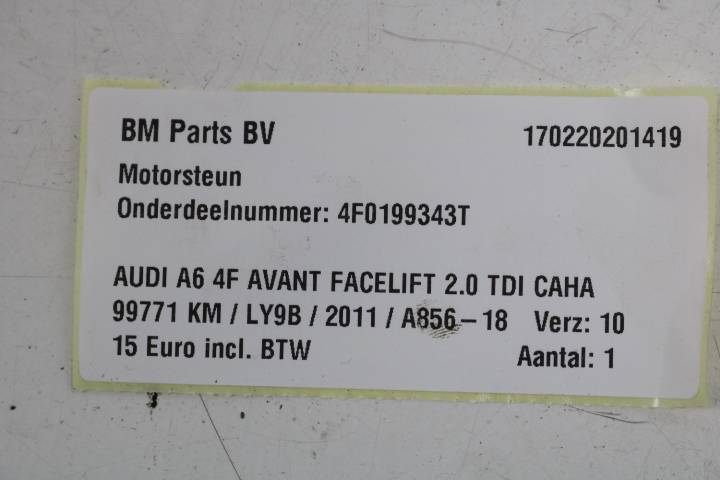 BM Parts BV 170220201419
Motorsteun
Onderdeelnummer: 4F0199343T
AUDI A6 4F AVANT FACELIFT 2.0 TDI CAHA
99771 KM / LY9B / 2011 / A856-18 Verz: 10
15 Euro incl. BTW Aantal: 1